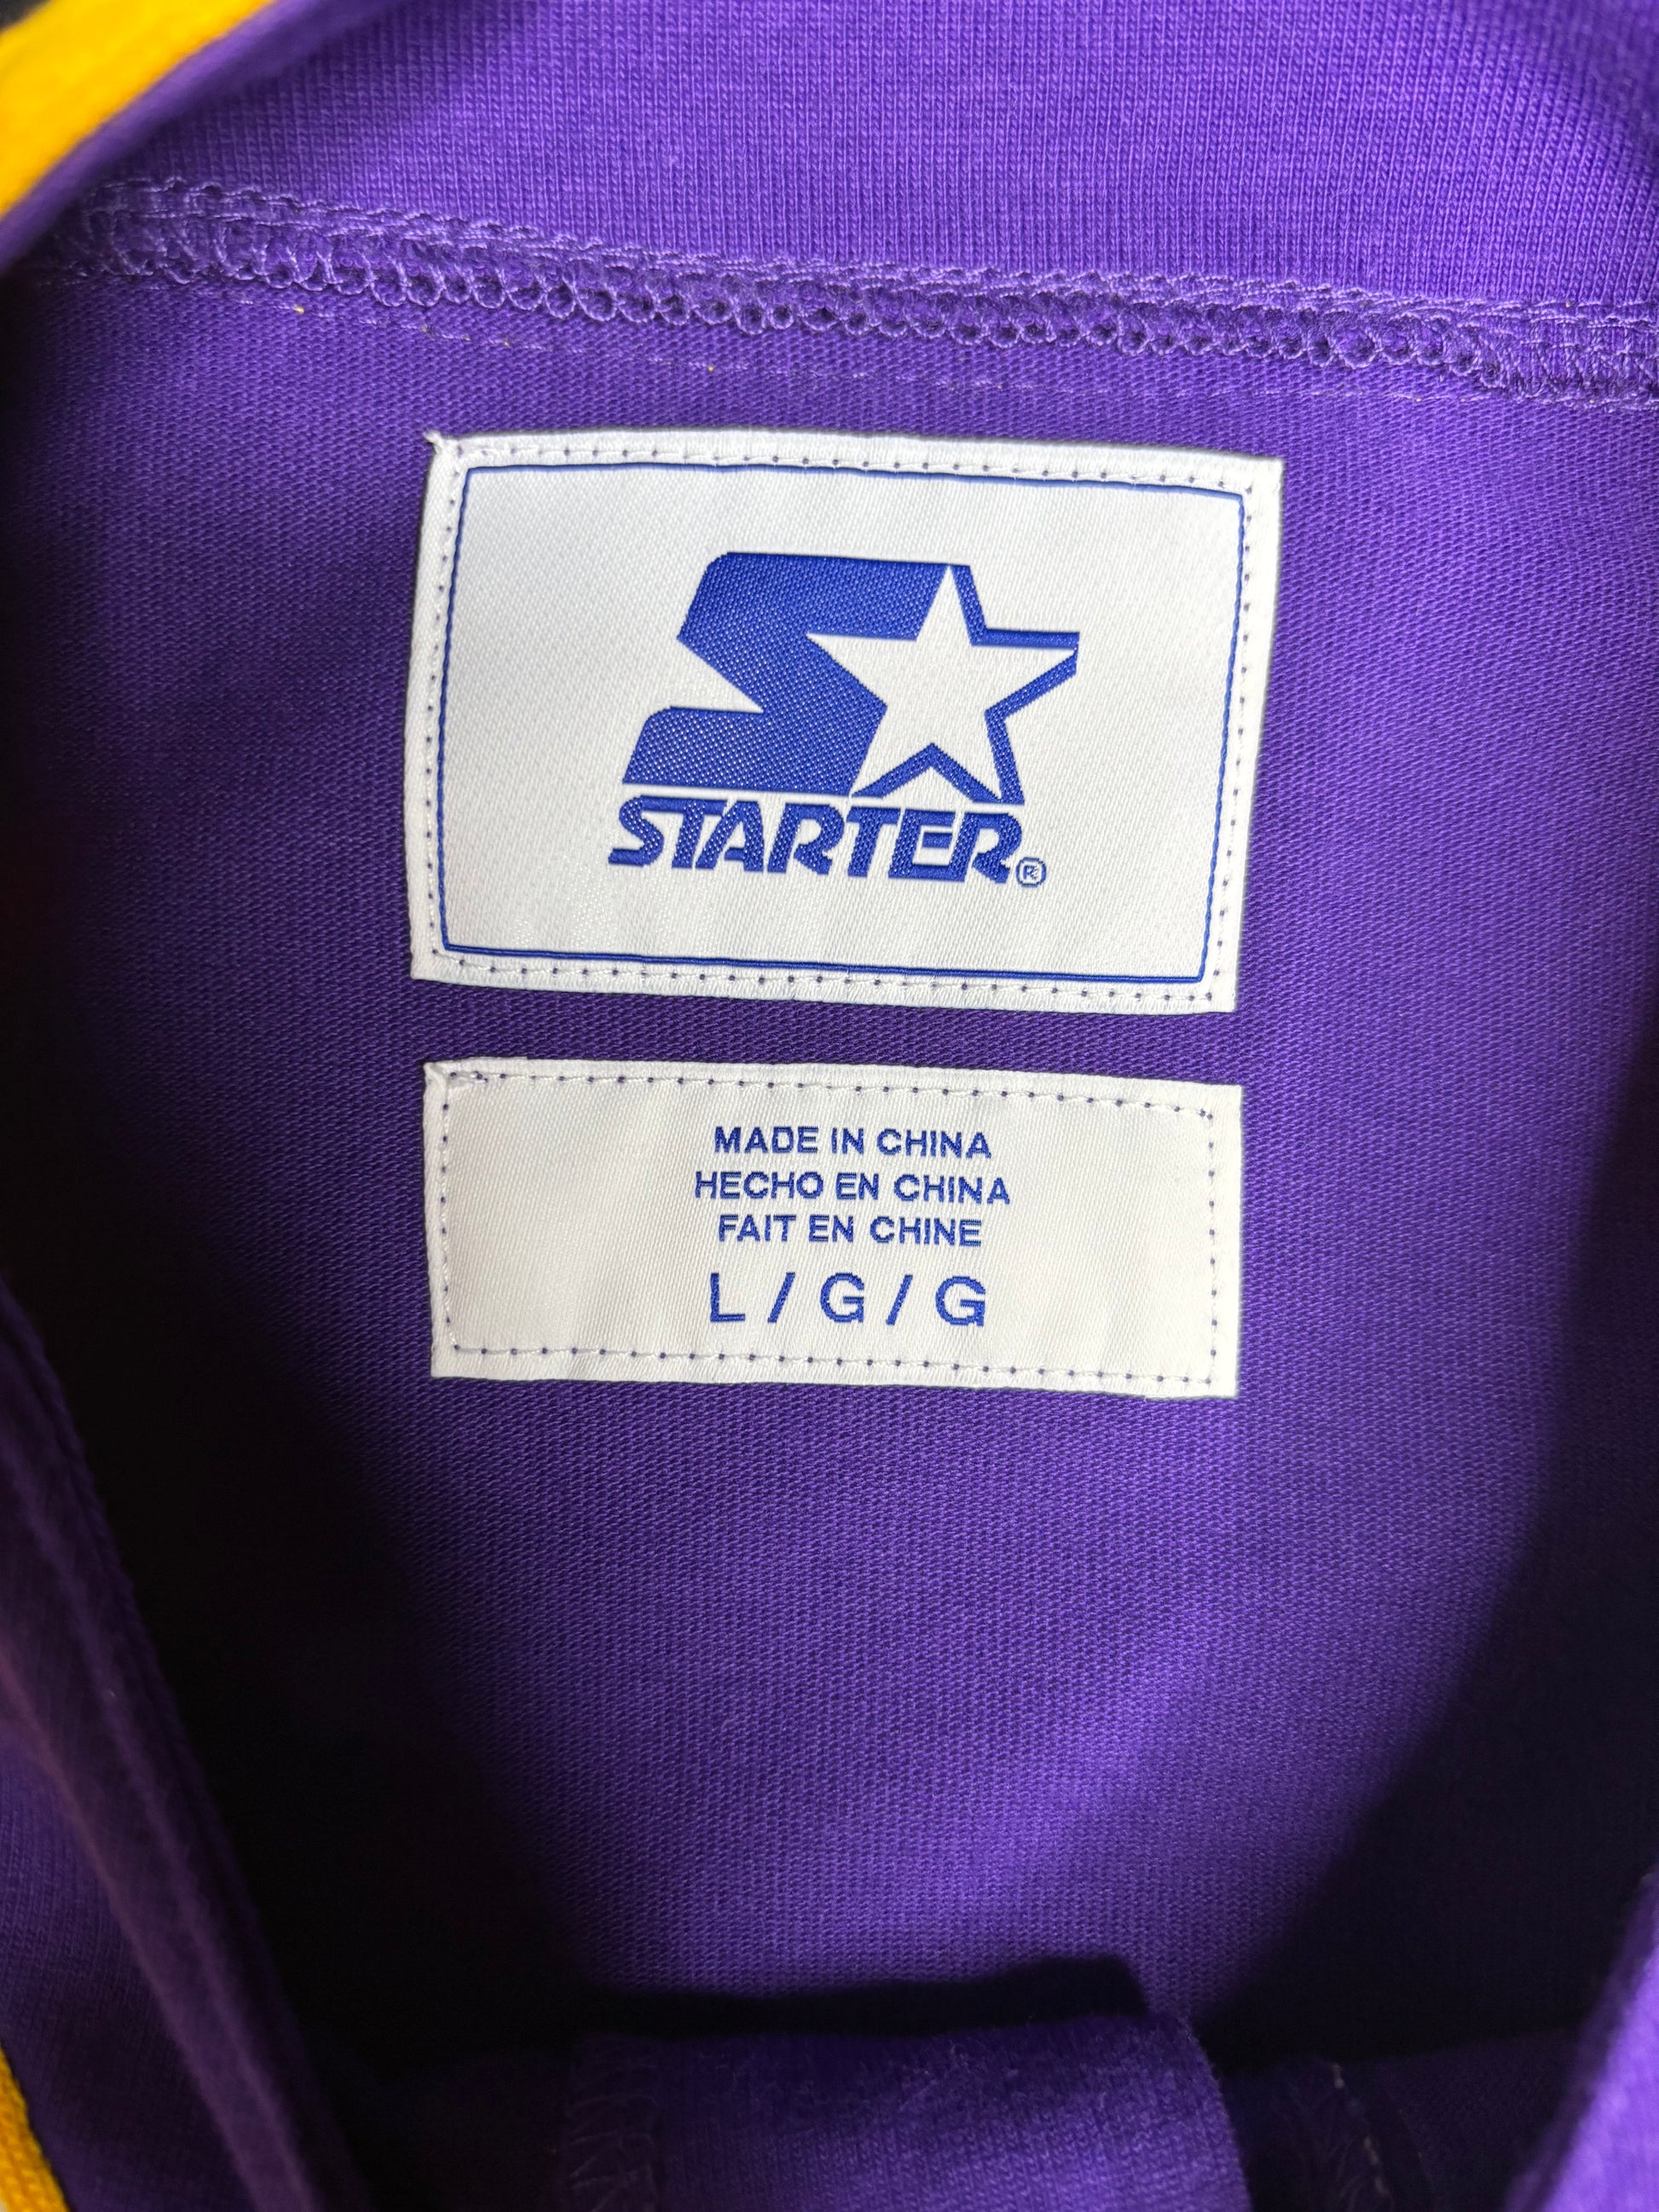 STARTER®
MADE IN CHINA
HECHO EN CHINA
FAIT EN CHINE
L / G / G